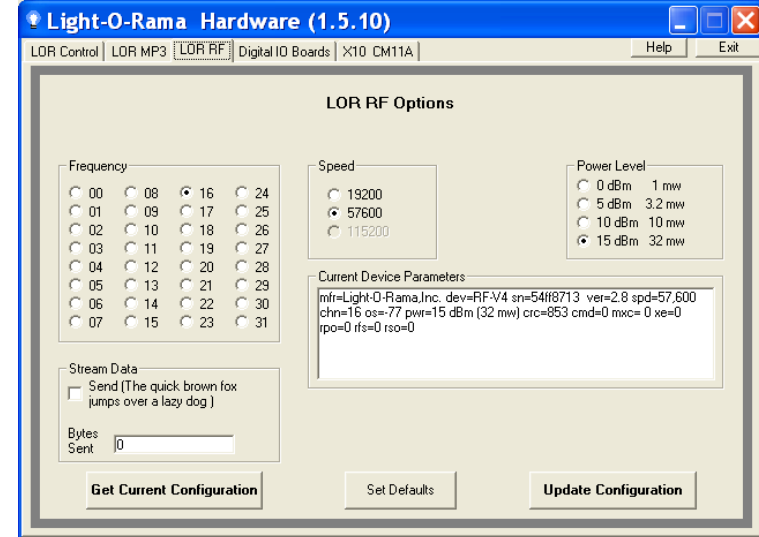 Light-O-Rama Hardware (1.5.10)
LOR Control LOR MP3 LOR RF Digital IO Boards X10 CM11A Help Exit
LOR RF Options
Frequency
00 08 16 24
01 09 17 25
02 10 18 26
03 11 19 27
04 12 20 28
05 13 21 29
06 14 22 30
07 15 23 31
Speed
19200
57600
115200
Power Level
0 dBm 1 mw
5 dBm 3.2 mw
10 dBm 10 mw
15 dBm 32 mw
Current Device Parameters
mfr=Light-O-Rama,Inc. dev=RF-V4 sn=54ff8713 ver=2.8 spd=57,600
chn=16 os=-77 pwr=15 dBm (32 mw) crc=853 cmd=0 mxc= 0 xe=0
rpo=0 rfs=0 rso=0
Stream Data
Send (The quick brown fox
jumps over a lazy dog )
Bytes
Sent 0
Get Current Configuration Set Defaults Update Configuration